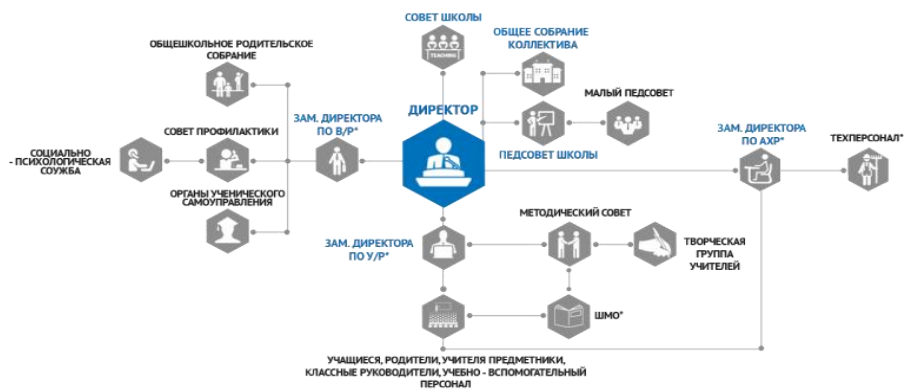 СОВЕТ ШКОЛЫ
TEACHING
ОБЩЕЕ СОБРАНИЕ
КОЛЛЕКТИВА
ОБЩЕШКОЛЬНОЕ РОДИТЕЛЬСКОЕ
СОБРАНИЕ
МАЛЫЙ ПЕДСОВЕТ
ДИРЕКТОР
ЗАМ. ДИРЕКТОРА
ПО В/Р*
СОВЕТ ПРОФИЛАКТИКИ
СОЦИАЛЬНО
- ПСИХОЛОГИЧЕСКАЯ
СОУЖБА
ПЕДСОВЕТ ШКОЛЫ
ЗАМ. ДИРЕКТОРА
ПО АХР*
ТЕХПЕРСОНАЛ*
ОРГАНЫ УЧЕНИЧЕСКОГО
САМОУПРАВЛЕНИЯ
МЕТОДИЧЕСКИЙ СОВЕТ
ЗАМ. ДИРЕКТОРА
ПО У/Р*
ТВОРЧЕСКАЯ
ГРУППА
УЧИТЕЛЕЙ
ШМО*
УЧАЩИЕСЯ, РОДИТЕЛИ, УЧИТЕЛЯ ПРЕДМЕТНИКИ,
КЛАССНЫЕ РУКОВОДИТЕЛИ, УЧЕБНО - ВСПОМОГАТЕЛЬНЫЙ
ПЕРСОНАЛ